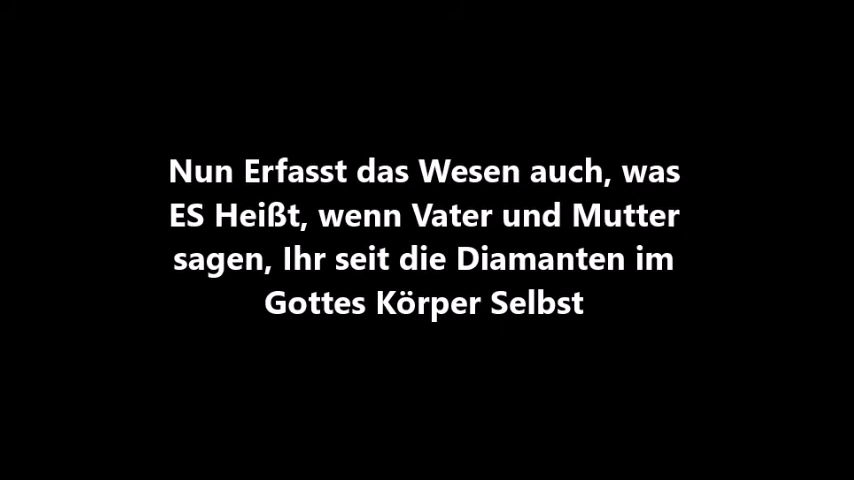 Nun Erfasst das Wesen auch, was
ES Heißt, wenn Vater und Mutter
sagen, Ihr seit die Diamanten im
Gottes Körper Selbst